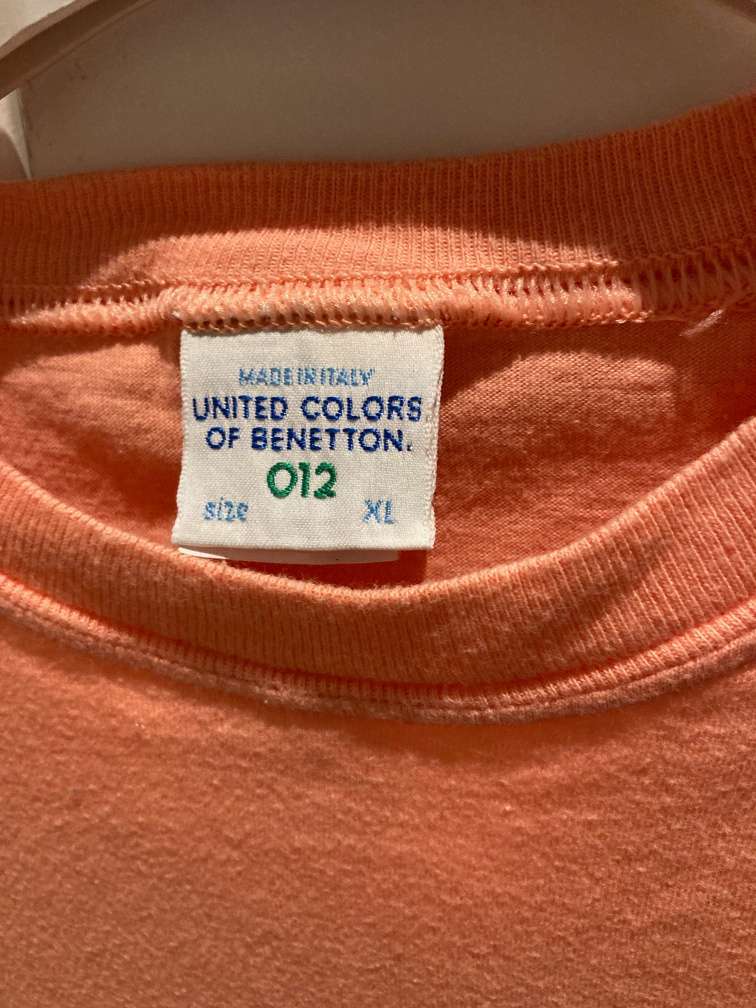 MADE IN ITALY
UNITED COLORS
OF BENETTON.
012
size XL